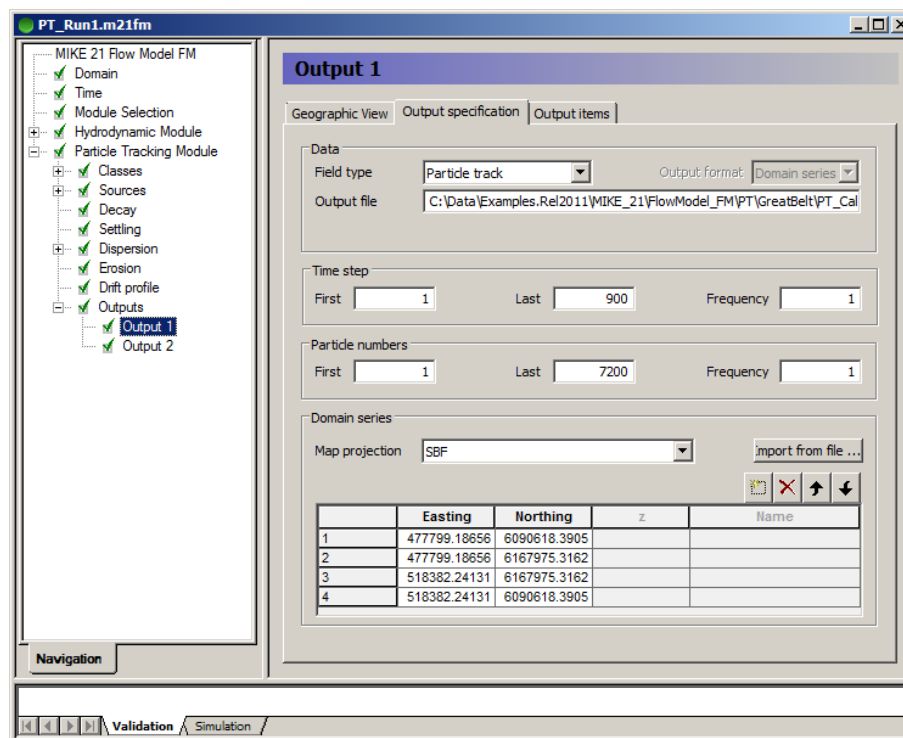 PT_Run1.m21fm
MIKE 21 Flow Model FM
Domain
Time
Module Selection
Hydrodynamic Module
Particle Tracking Module
Classes
Sources
Decay
Settling
Dispersion
Erosion
Drift profile
Outputs
Output 1
Output 2
Navigation
Output 1
Geographic View Output specification Output items
Data
Field type Particle track Output format Domain series
Output file C:\Data\Examples.Rel2011\MIKE_21\FlowModel_FM\PT\GreatBelt\PT_Cal
Time step
First 1 Last 900 Frequency 1
Particle numbers
First 1 Last 7200 Frequency 1
Domain series
Map projection SBF Import from file ...
Easting Northing z Name
1 477799.18656 6090618.3905
2 477799.18656 6167975.3162
3 518382.24131 6167975.3162
4 518382.24131 6090618.3905
Validation Simulation